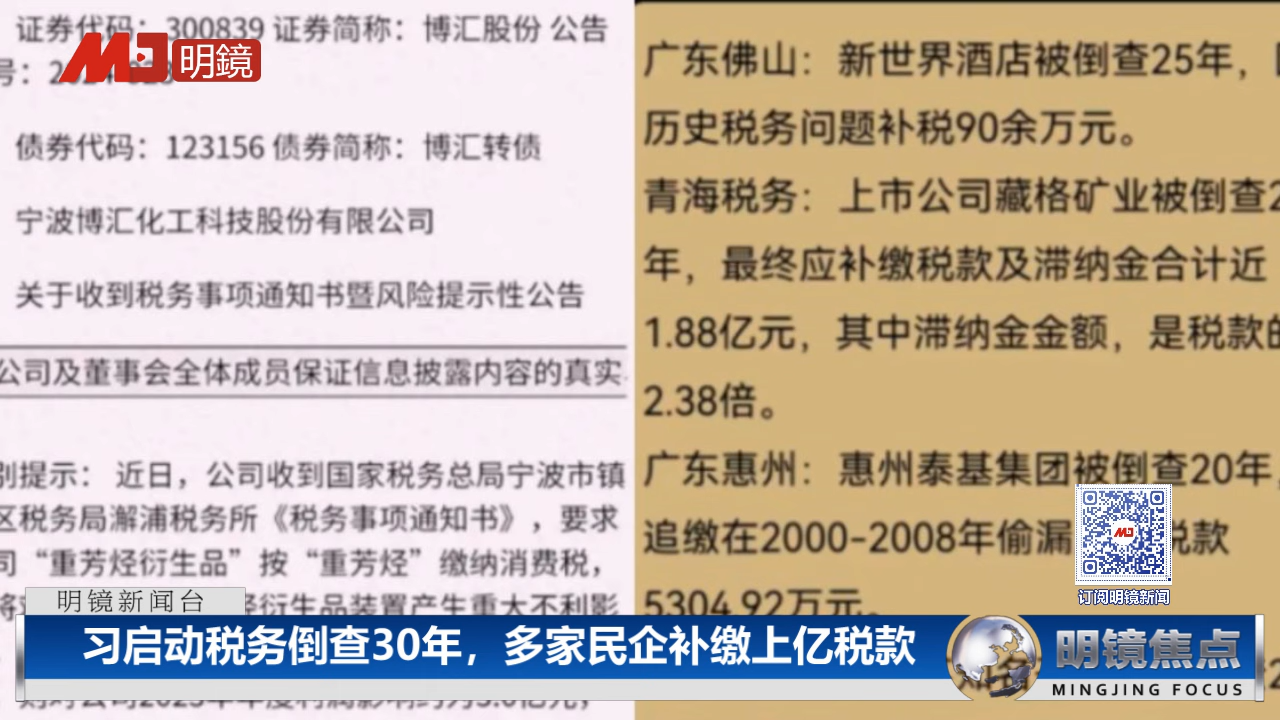 证券代码：300839 证券简称：博汇股份 公告
号：
MD 明鏡
债券代码：123156 债券简称：博汇转债
宁波博汇化工科技股份有限公司
关于收到税务事项通知书暨风险提示性公告
公司及董事会全体成员保证信息披露内容的真实、
别提示： 近日，公司收到国家税务总局宁波市镇
区税务局澥浦税务所《税务事项通知书》，要求
司“重芳烃衍生品”按“重芳烃”缴纳消费税，
烃衍生品装置产生重大不利影
广东佛山：新世界酒店被倒查25年，
历史税务问题补税90余万元。
青海税务：上市公司藏格矿业被倒查2
年，最终应补缴税款及滞纳金合计近
1.88亿元，其中滞纳金金额，是税款的
2.38倍。
广东惠州：惠州泰基集团被倒查20年，
追缴在2000-2008年偷漏 税款
5304.92万元。
订阅明镜新闻
明镜新闻台
习启动税务倒查30年，多家民企补缴上亿税款
明镜焦点
MINGJING FOCUS